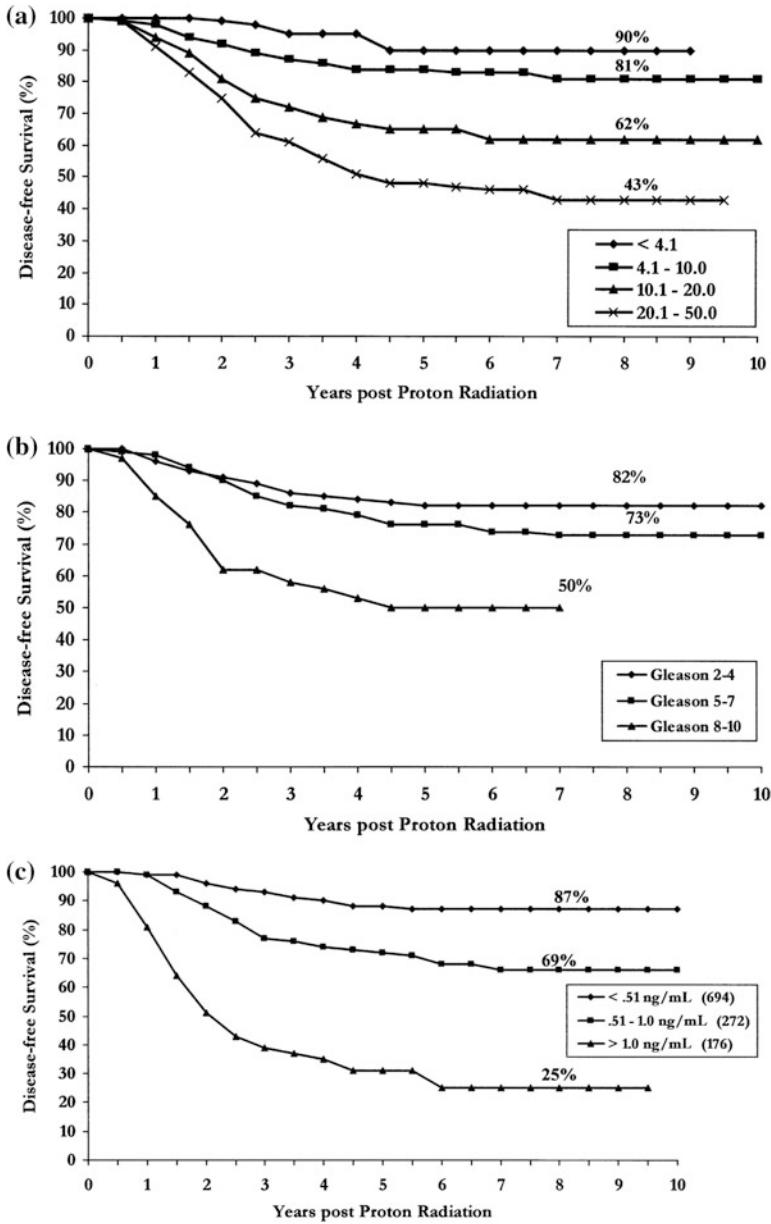 (a)
100
90
80
70
60
50
40
30
20
10
0
Disease-free Survival (%)
90%
81%
62%
43%
< 4.1
4.1 - 10.0
10.1 - 20.0
20.1 - 50.0
0 1 2 3 4 5 6 7 8 9 10
Years post Proton Radiation
(b)
100
90
80
70
60
50
40
30
20
10
0
Disease-free Survival (%)
82%
73%
50%
Gleason 2-4
Gleason 5-7
Gleason 8-10
0 1 2 3 4 5 6 7 8 9 10
Years post Proton Radiation
(c)
100
90
80
70
60
50
40
30
20
10
0
Disease-free Survival (%)
87%
69%
25%
< .51 ng/mL (694)
.51 - 1.0 ng/mL (272)
> 1.0 ng/mL (176)
0 1 2 3 4 5 6 7 8 9 10
Years post Proton Radiation